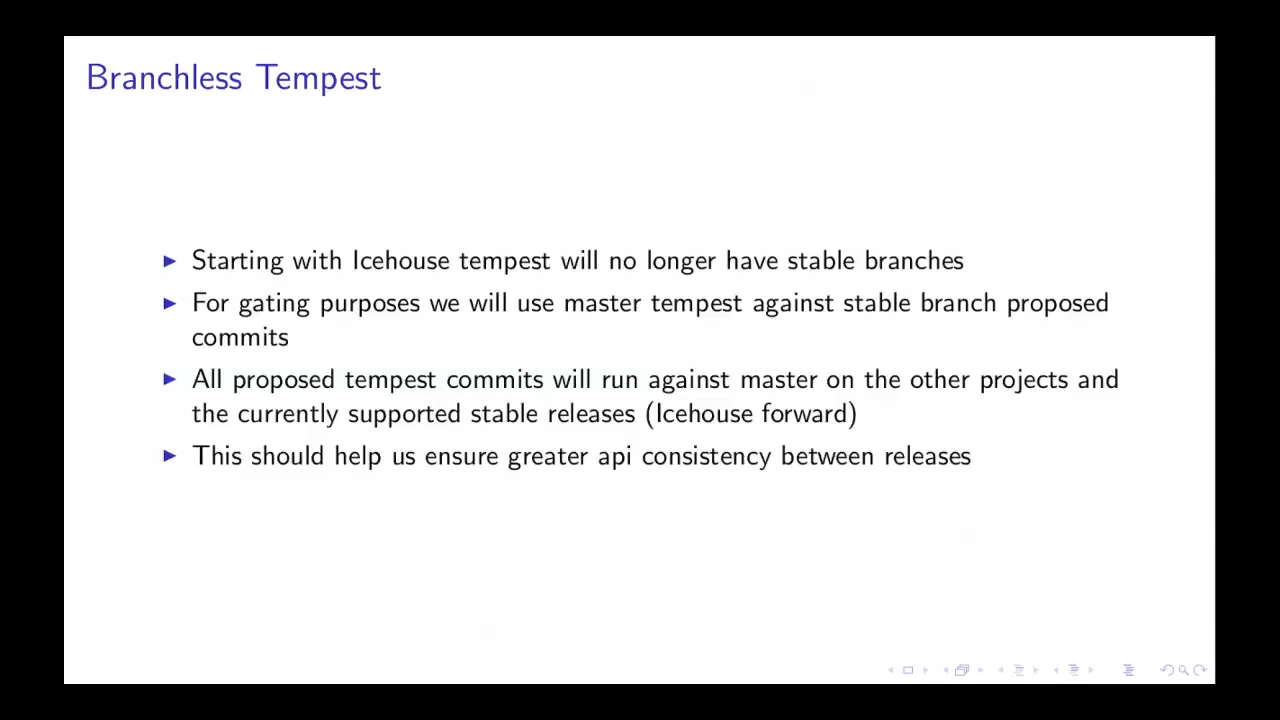 Branchless Tempest
Starting with Icehouse tempest will no longer have stable branches
For gating purposes we will use master tempest against stable branch proposed
commits
All proposed tempest commits will run against master on the other projects and
the currently supported stable releases (Icehouse forward)
This should help us ensure greater api consistency between releases